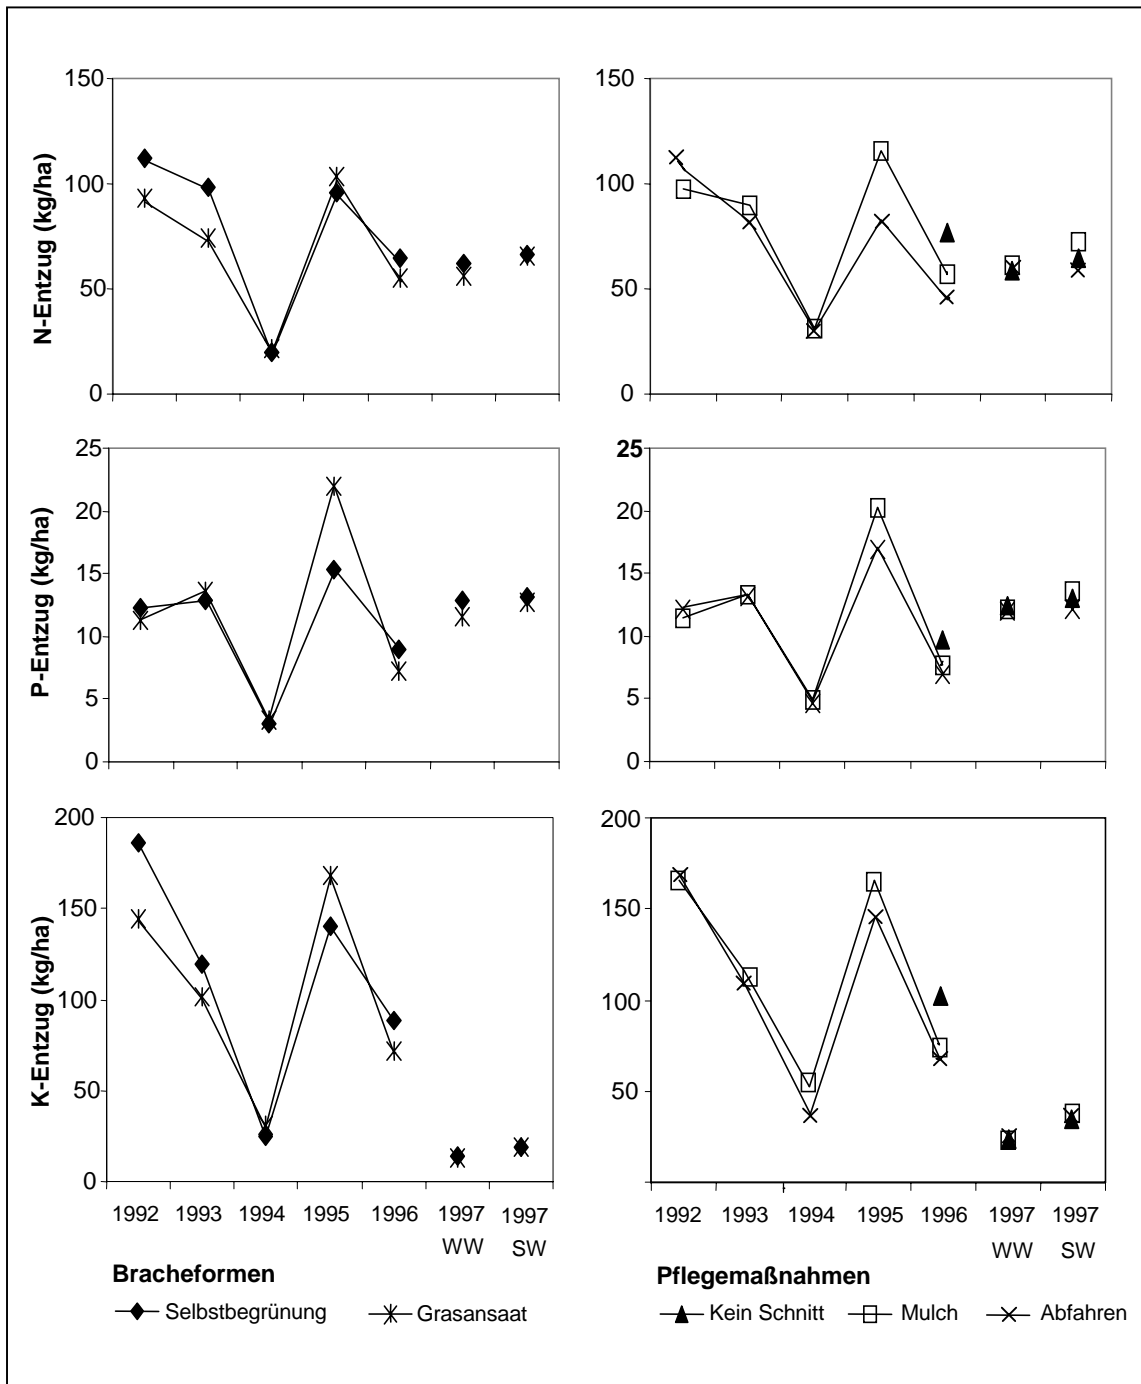 N-Entzug (kg/ha)
150
100
50
0
150
100
50
0
P-Entzug (kg/ha)
25
20
15
10
5
0
25
20
15
10
5
0
K-Entzug (kg/ha)
200
150
100
50
0
200
150
100
50
1992 1993 1994 1995 1996 1997 1997
WW SW
1992 1993 1994 1995 1996 1997 1997
WW SW
Bracheformen
Selbstbegrünung Grasansaat
Pflegemaßnahmen
Kein Schnitt Mulch Abfahren